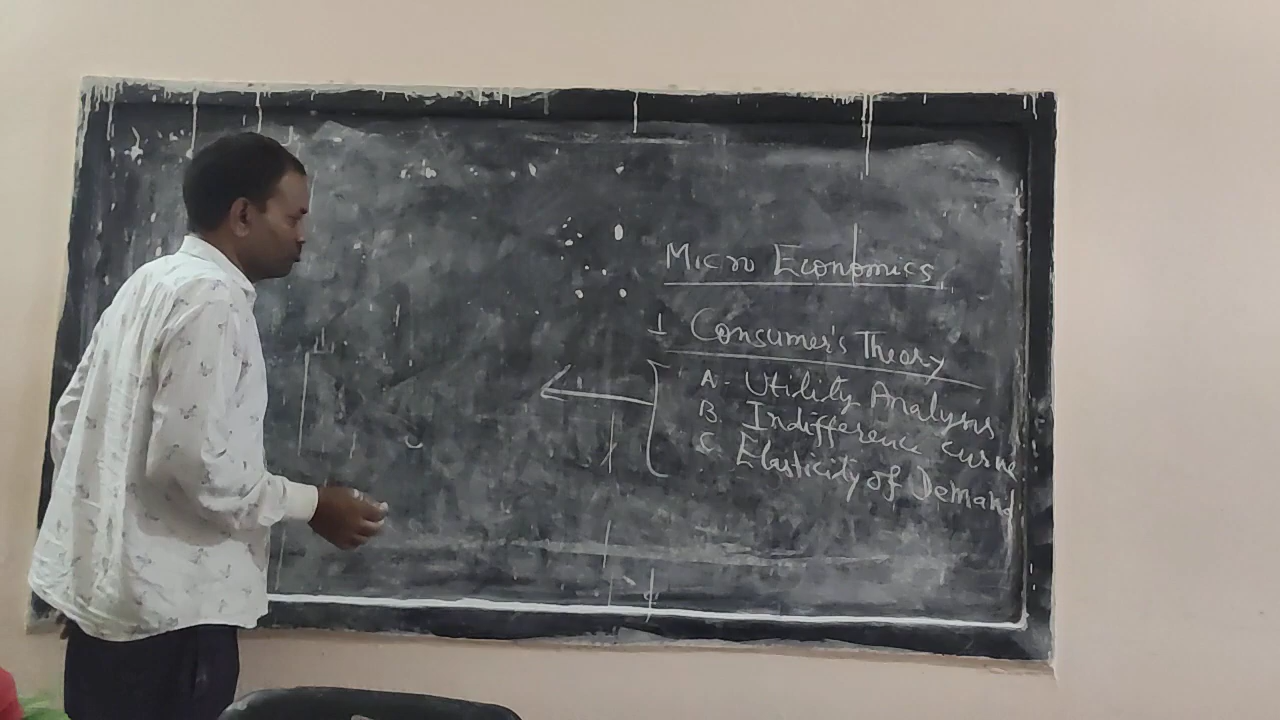 Micro Economics
1 Consumer's Theory
A. Utility Analysis
B. Indifference Curve
C. Elasticity of Demand